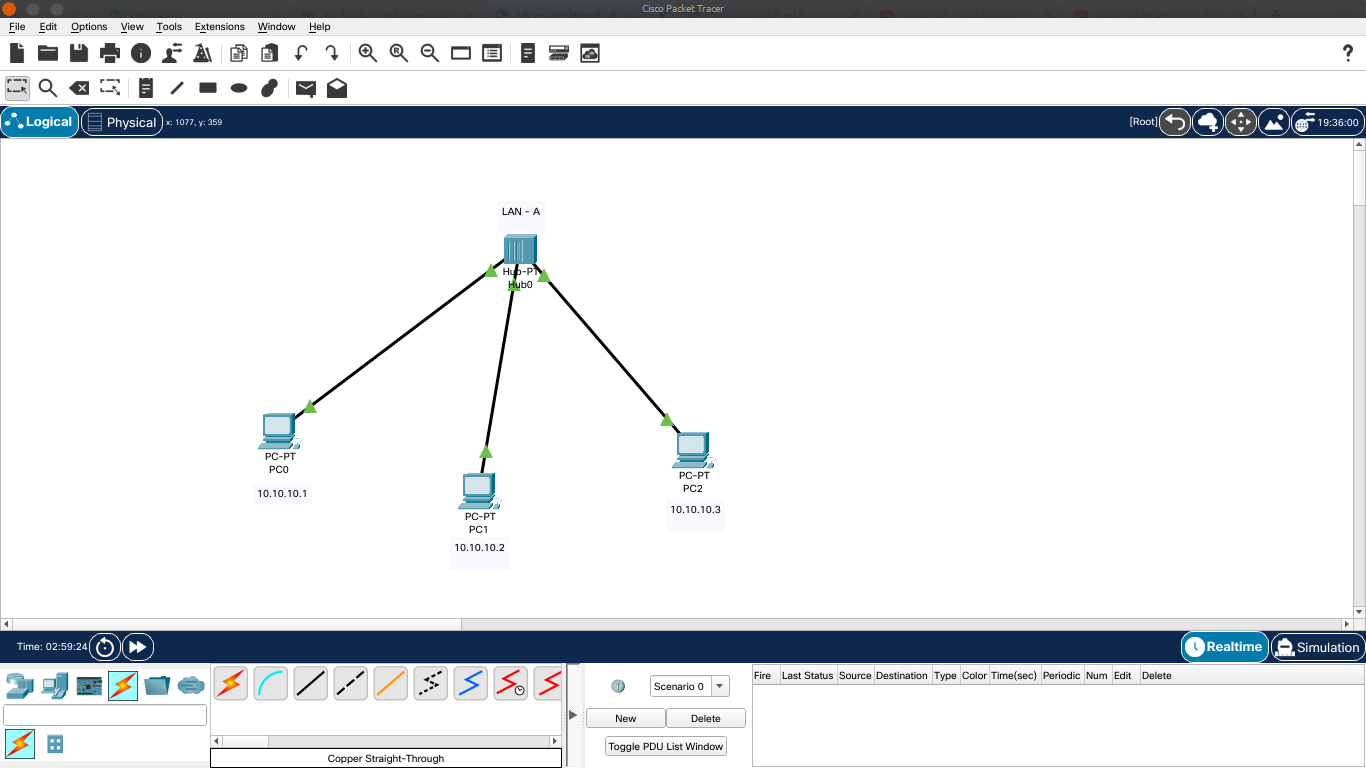 Cisco Packet Tracer
File Edit Options View Tools Extensions Window Help
?
Logical Physical x: 1077, y: 359 [Root] 19:36:00
LAN - A
Hub-PT
Hub0
PC-PT
PC0
10.10.10.1
PC-PT
PC1
10.10.10.2
PC-PT
PC2
10.10.10.3
Time: 02:59:24 Realtime Simulation
Scenario 0
New Delete
Toggle PDU List Window
Fire Last Status Source Destination Type Color Time(sec) Periodic Num Edit Delete
Copper Straight-Through